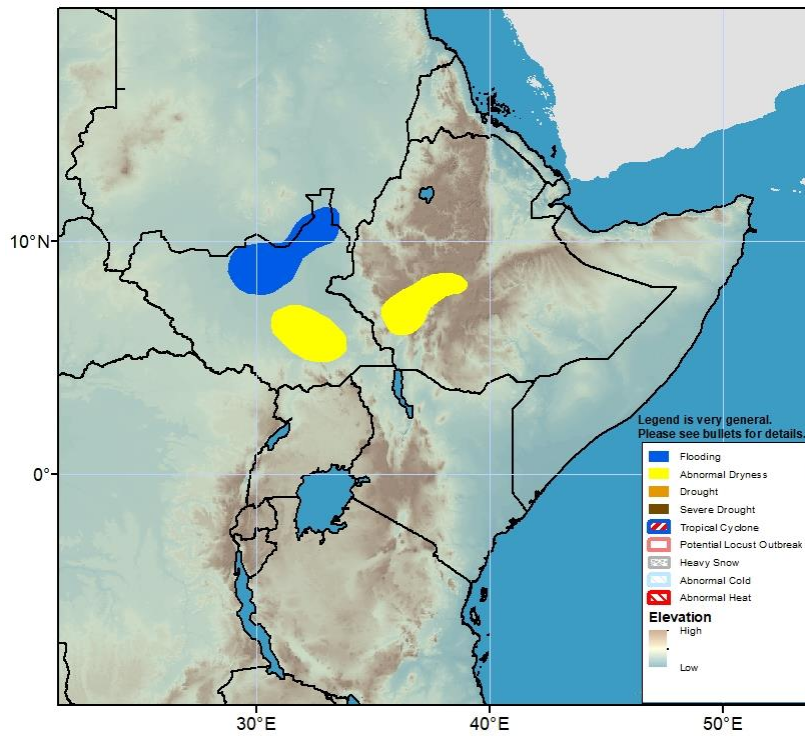 10°N
0°
Legend is very general.
Please see bullets for details.
Flooding
Abnormal Dryness
Drought
Severe Drought
Tropical Cyclone
Potential Locust Outbreak
Heavy Snow
Abnormal Cold
Abnormal Heat
Elevation
High
Low
30°E 40°E 50°E